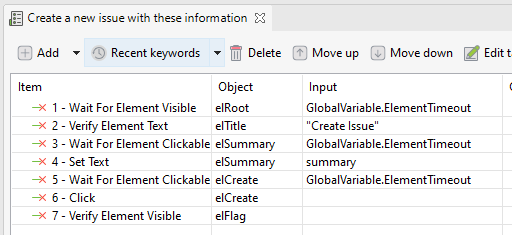 Create a new issue with these information
Add Recent keywords Delete Move up Move down Edit t
Item Object Input
1 - Wait For Element Visible elRoot GlobalVariable.ElementTimeout
2 - Verify Element Text elTitle "Create Issue"
3 - Wait For Element Clickable elSummary GlobalVariable.ElementTimeout
4 - Set Text elSummary summary
5 - Wait For Element Clickable elCreate GlobalVariable.ElementTimeout
6 - Click elCreate
7 - Verify Element Visible elFlag